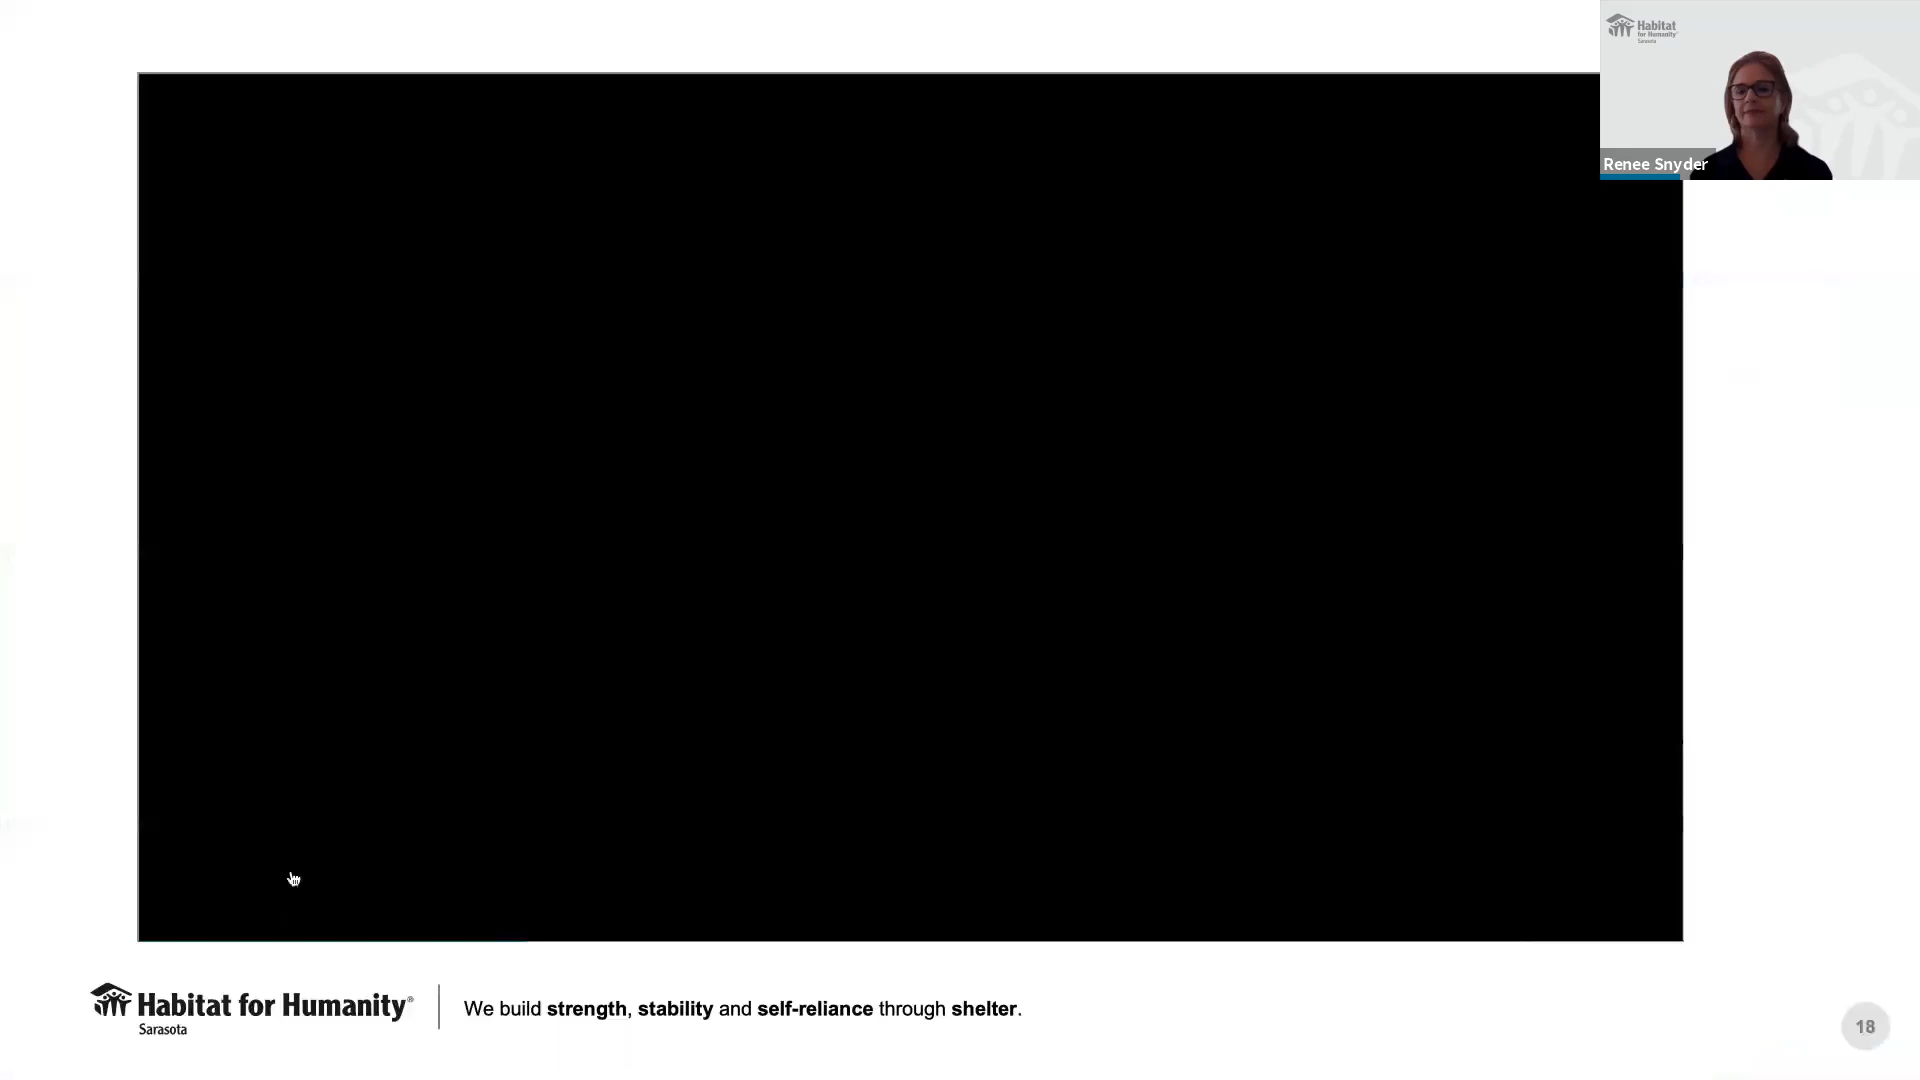 Habitat
for Humanity®
Sarasota
Renee Snyder
Habitat for Humanity®
Sarasota
We build strength, stability and self-reliance through shelter.
18